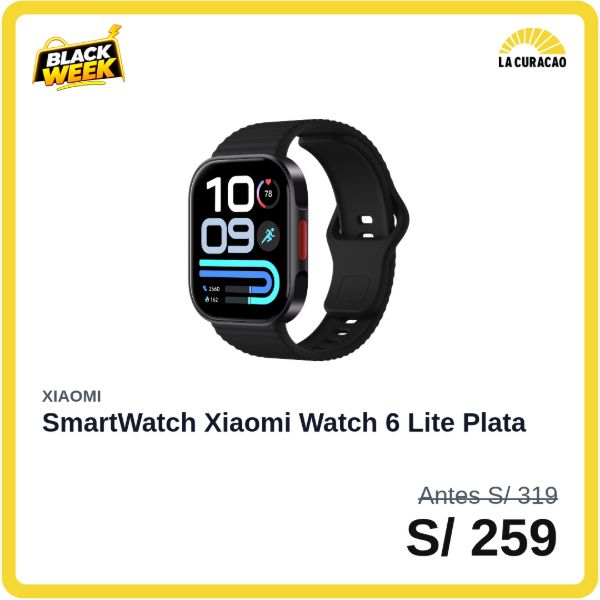 BLACK
WEEK
LA CURACAO
10
78
09
2560
162
XIAOMI
SmartWatch Xiaomi Watch 6 Lite Plata
Antes S/ 319
S/ 259